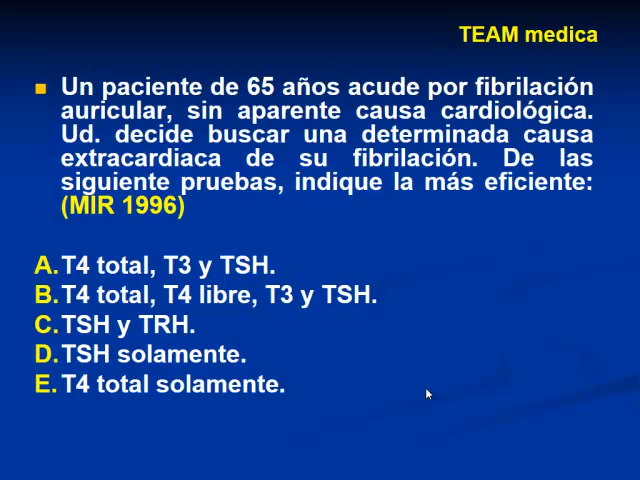 TEAM medica
Un paciente de 65 años acude por fibrilación
auricular, sin aparente causa cardiológica.
Ud. decide buscar una determinada causa
extracardiaca de su fibrilación. De las
siguiente pruebas, indique la más eficiente:
(MIR 1996)
A. T4 total, T3 y TSH.
B. T4 total, T4 libre, T3 y TSH.
C. TSH y TRH.
D. TSH solamente.
E. T4 total solamente.